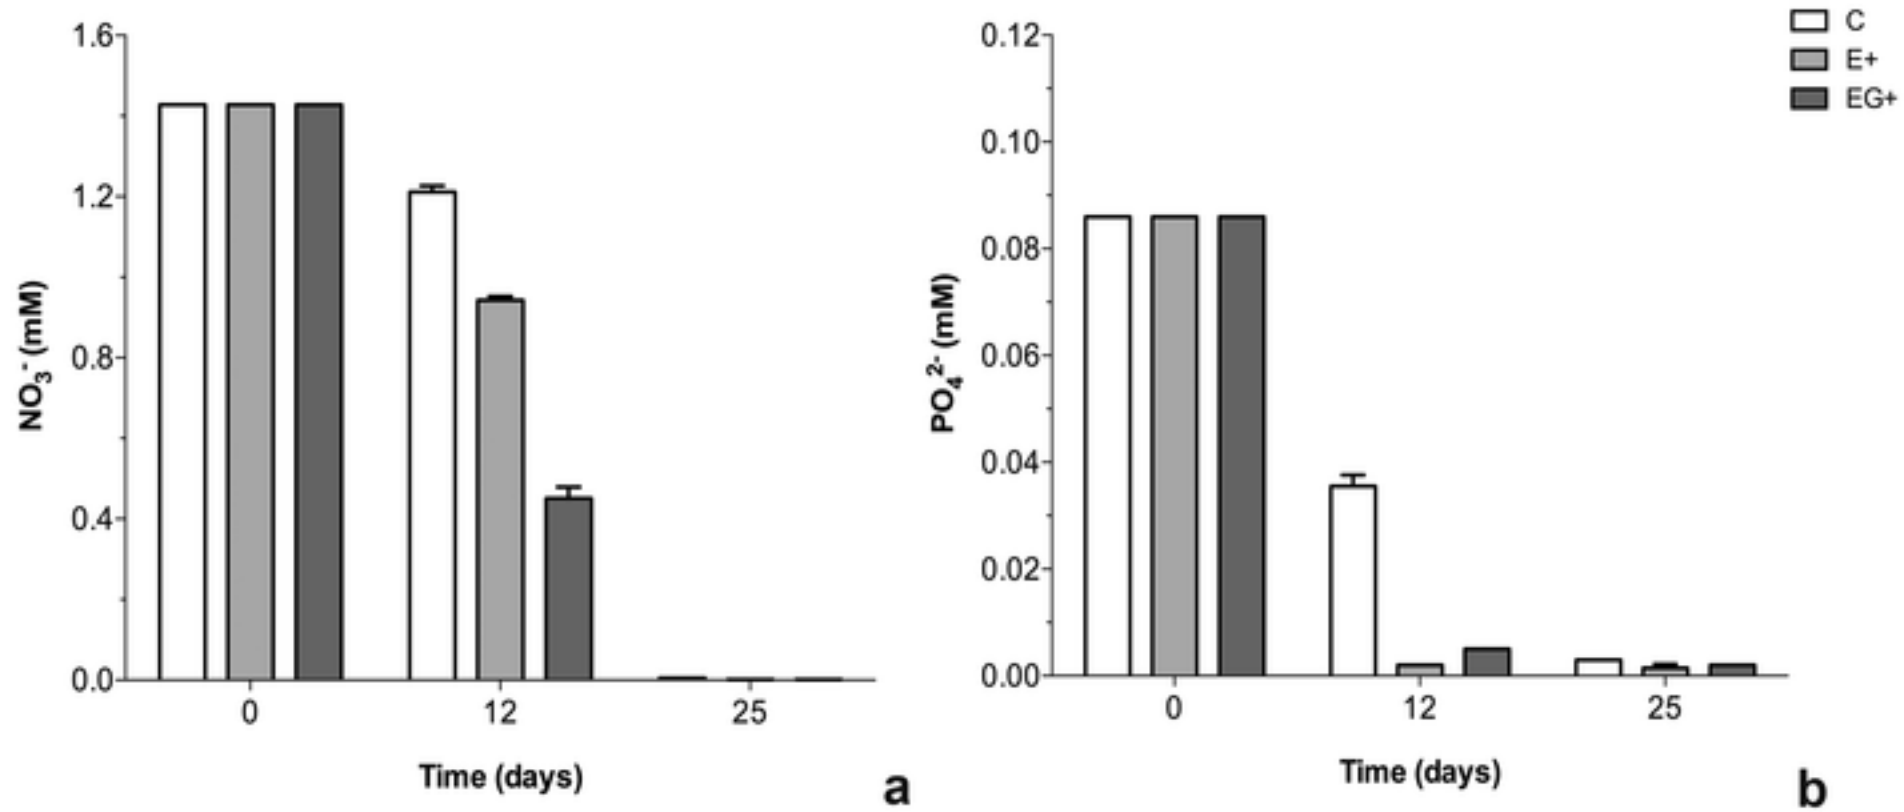 1.6
1.2
0.8
0.4
0.0
NO₃⁻ (mM)
0 12 25
Time (days)
a
0.12
0.10
0.08
0.06
0.04
0.02
0.00
PO₄²⁻ (mM)
0 12 25
Time (days)
b
C
E+
EG+